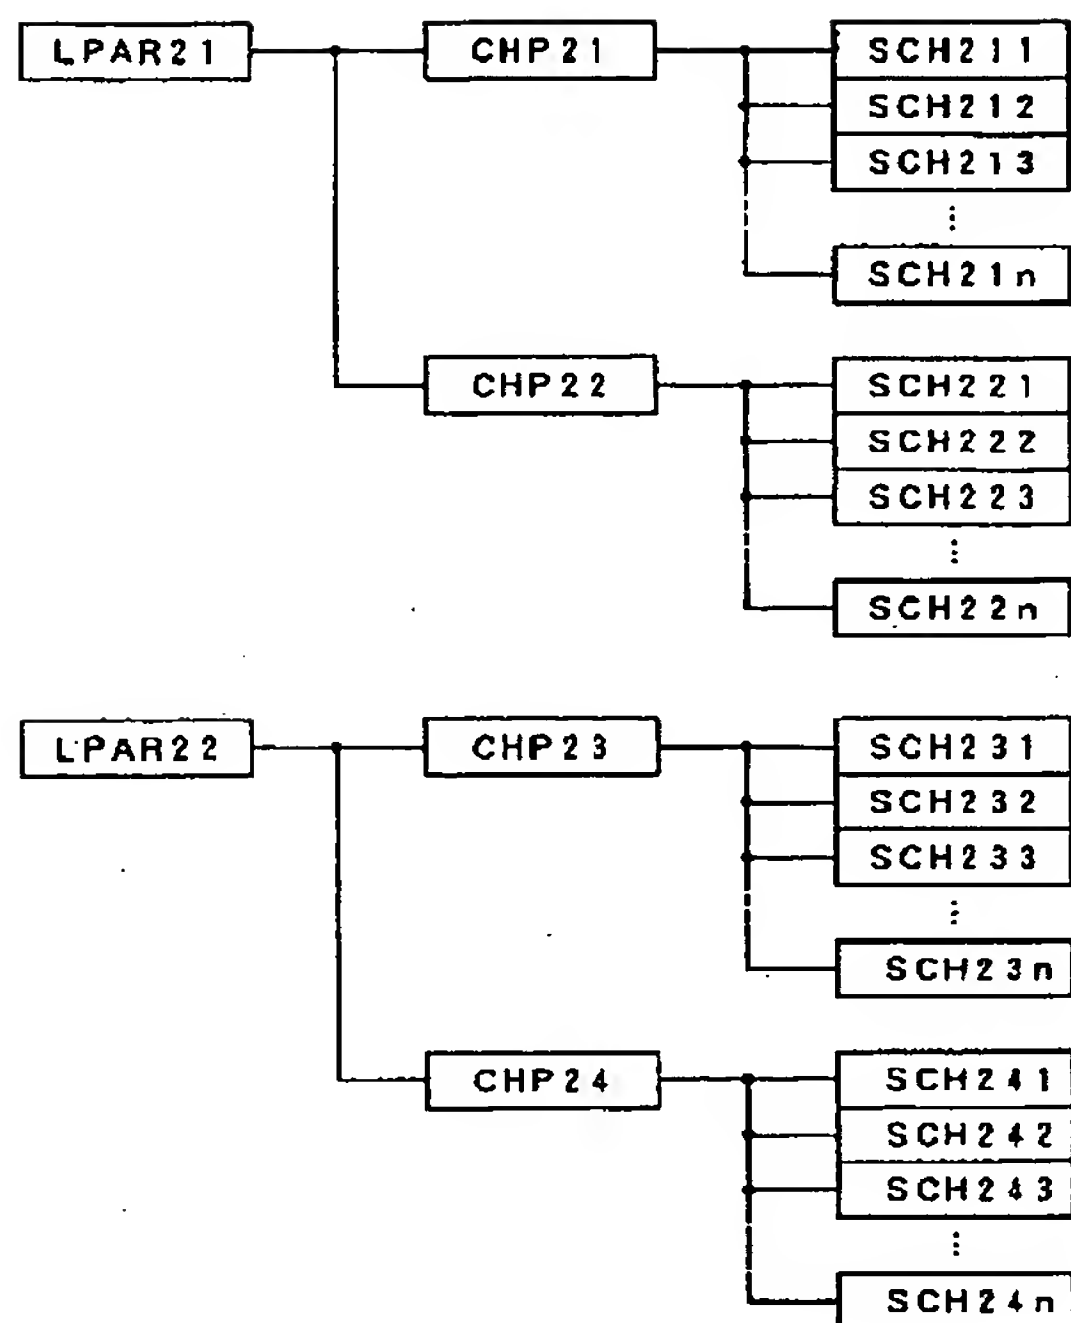 LPAR21 CHP21 SCH211
SCH212
SCH213
⋮
SCH21n
CHP22 SCH221
SCH222
SCH223
⋮
SCH22n
LPAR22 CHP23 SCH231
SCH232
SCH233
⋮
SCH23n
CHP24 SCH241
SCH242
SCH243
⋮
SCH24n